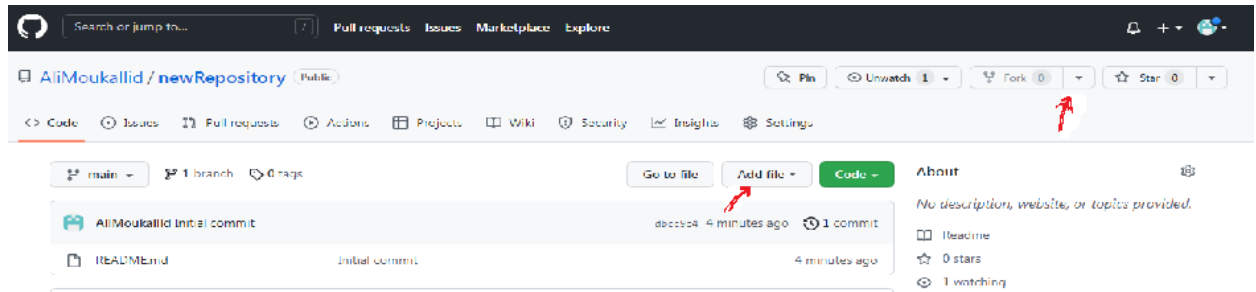 Search or jump to... / Pull requests Issues Marketplace Explore
AliMoukallid / newRepository Public Pin Unwatch 1 Fork 0 Star 0
<> Code Issues Pull requests Actions Projects Wiki Security Insights Settings
main 1 branch 0 tags Go to file Add file Code About
No description, website, or topics provided.
AliMoukallid Initial commit 4 minutes ago 1 commit
Readme
README.md Initial commit 4 minutes ago 0 stars
1 watching